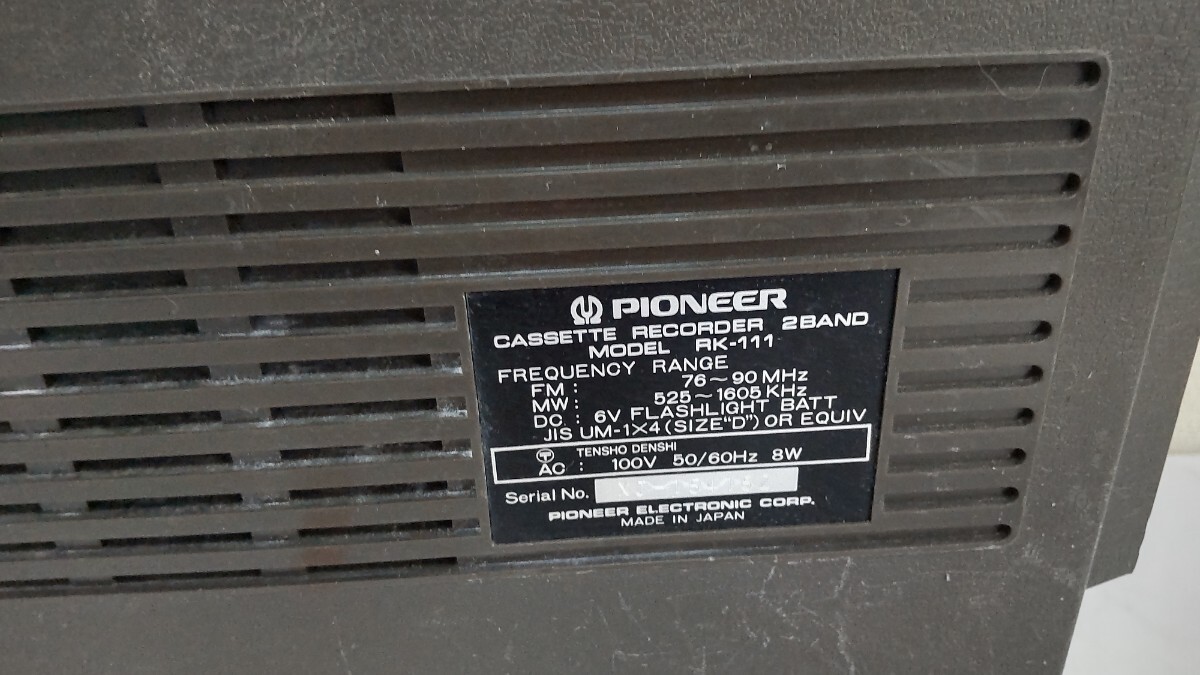 PIONEER
CASSETTE RECORDER 2BAND
MODEL RK-111
FREQUENCY RANGE
FM : 76~90 MHz
MW : 525~1605 KHz
DC : 6V FLASHLIGHT BATT
JIS UM-1X4 (SIZE"D") OR EQUIV
〒 TENSHO DENSHI
AC : 100V 50/60Hz 8W
Serial No.
PIONEER ELECTRONIC CORP.
MADE IN JAPAN